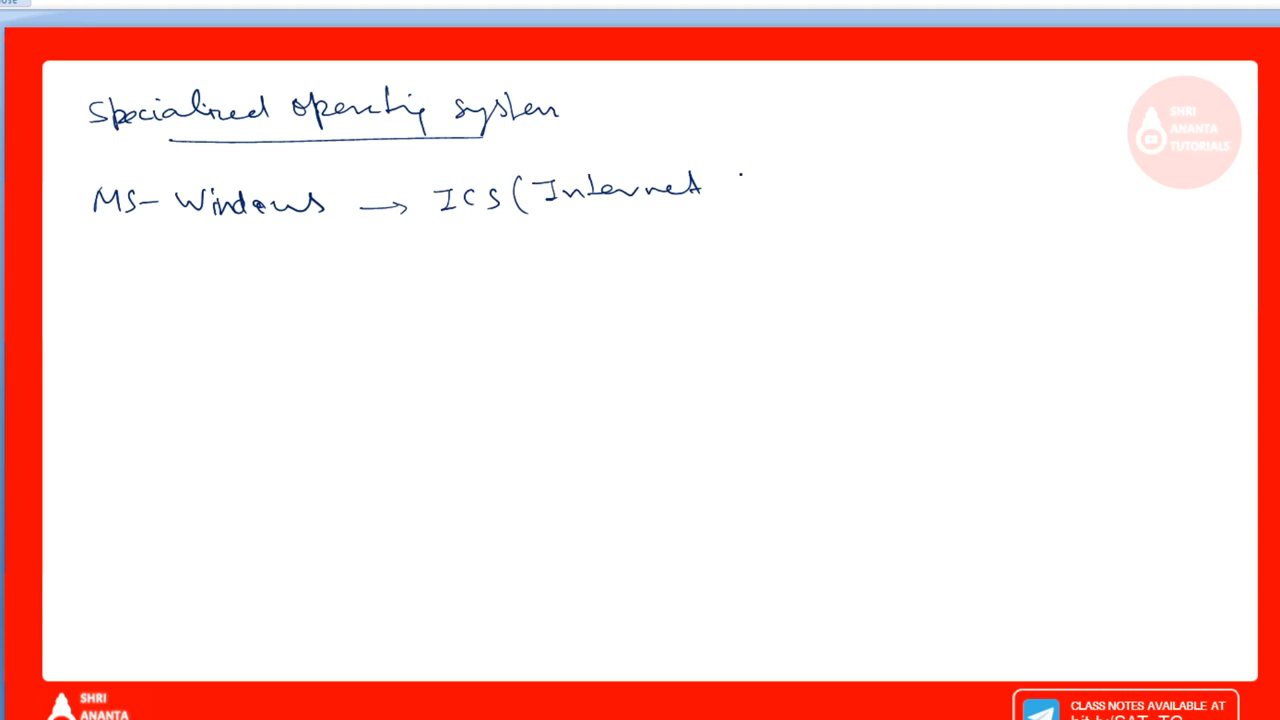 Specialized operating system
SHRI
ANANTA
TUTORIALS
MS- Windows → ICS (Internet
SHRI
ANANTA
CLASS NOTES AVAILABLE AT